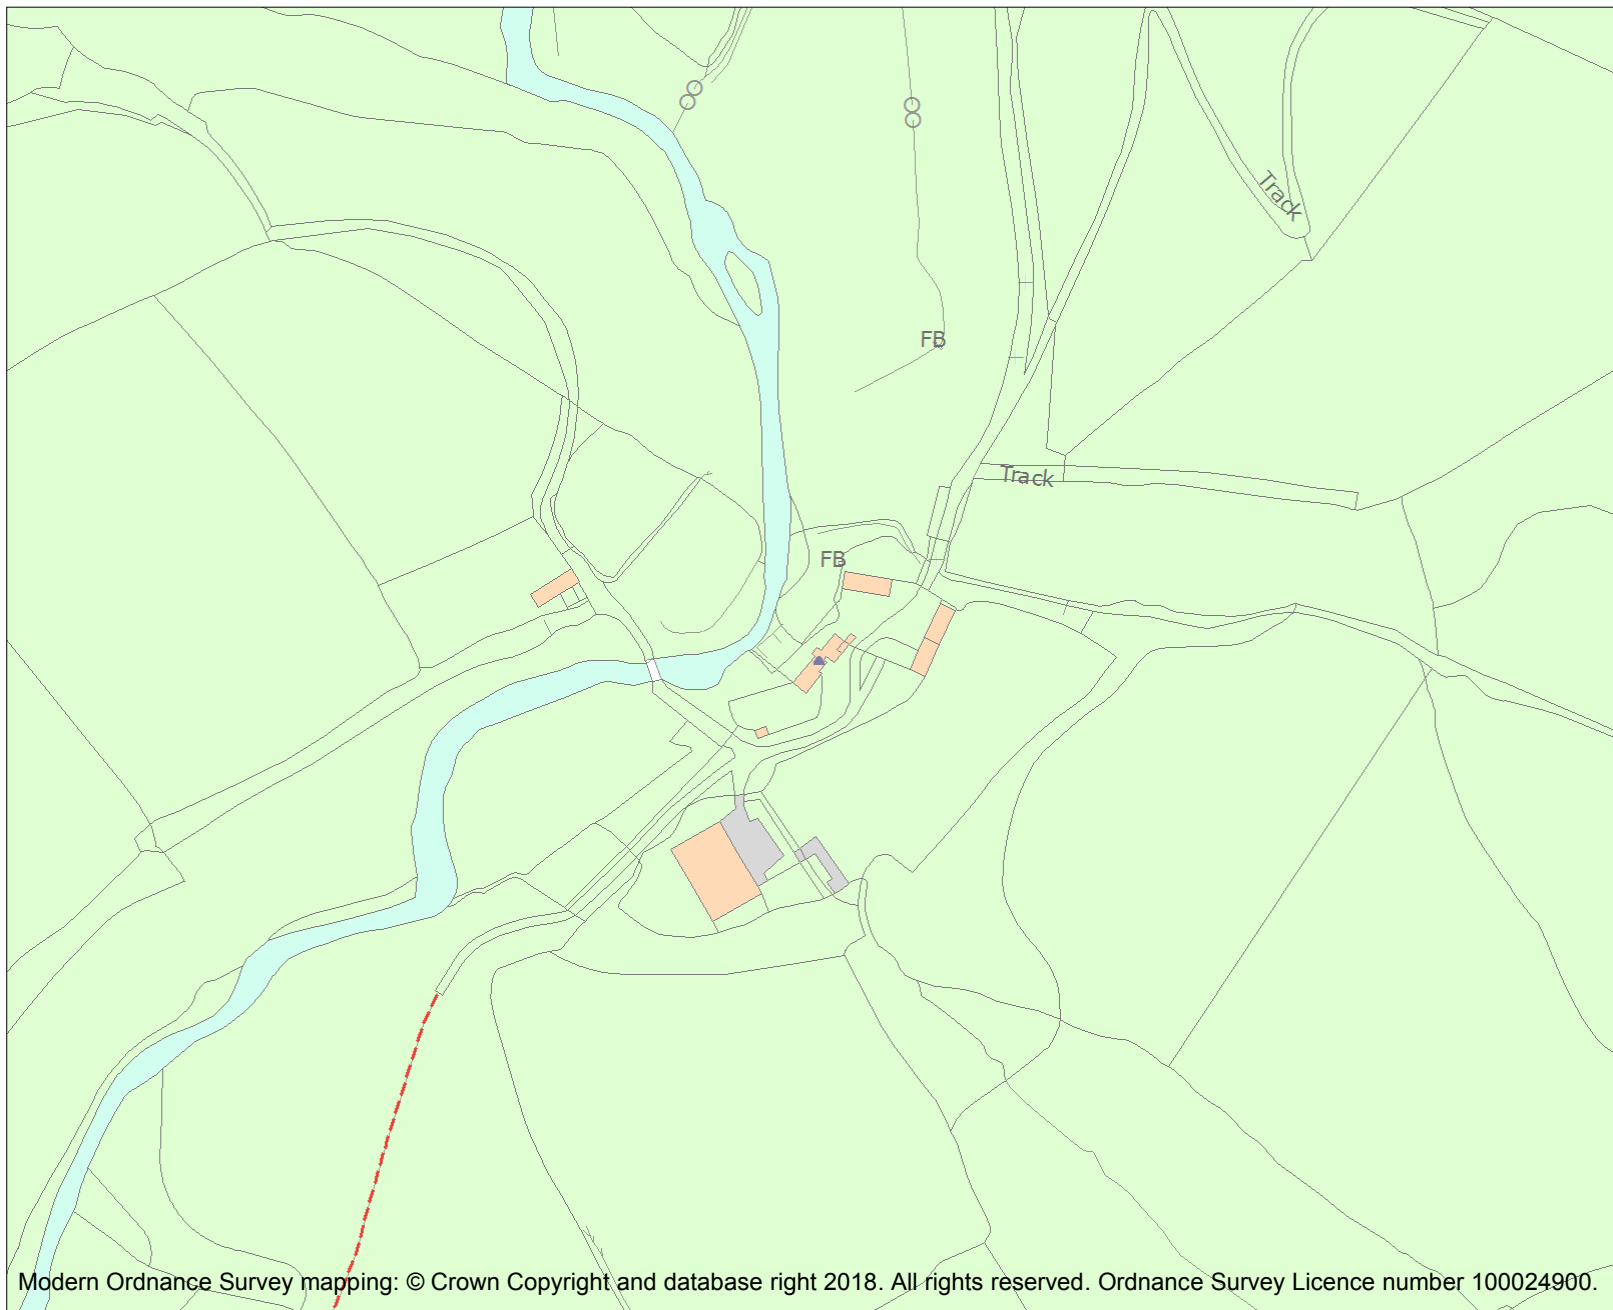 Track
FB
Track
FB
Modern Ordnance Survey mapping: © Crown Copyright and database right 2018. All rights reserved. Ordnance Survey Licence number 100024900.